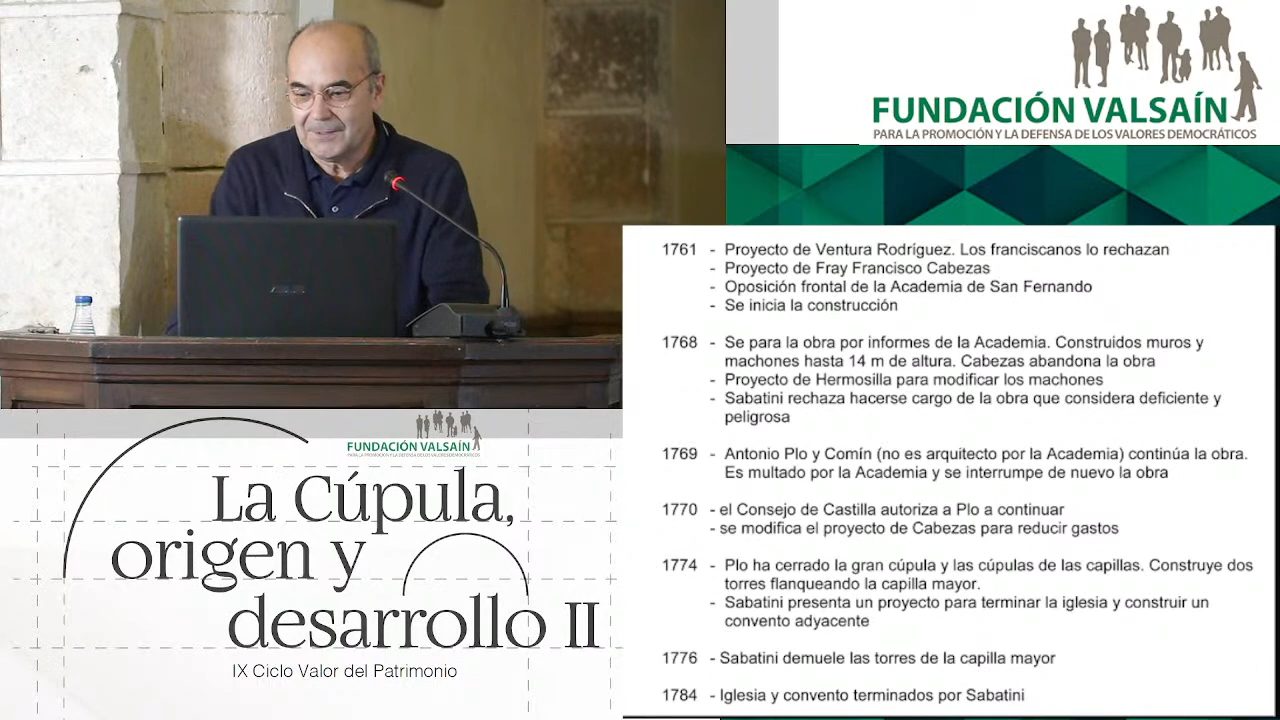 FUNDACIÓN VALSAÍN
PARA LA PROMOCIÓN Y LA DEFENSA DE LOS VALORES DEMOCRÁTICOS
1761 - Proyecto de Ventura Rodríguez. Los franciscanos lo rechazan
- Proyecto de Fray Francisco Cabezas
- Oposición frontal de la Academia de San Fernando
- Se inicia la construcción
1768 - Se para la obra por informes de la Academia. Construidos muros y
machones hasta 14 m de altura. Cabezas abandona la obra
- Proyecto de Hermosilla para modificar los machones
- Sabatini rechaza hacerse cargo de la obra que considera deficiente y
peligrosa
1769 - Antonio Plo y Comín (no es arquitecto por la Academia) continúa la obra.
Es multado por la Academia y se interrumpe de nuevo la obra
1770 - el Consejo de Castilla autoriza a Plo a continuar
- se modifica el proyecto de Cabezas para reducir gastos
1774 - Plo ha cerrado la gran cúpula y las cúpulas de las capillas. Construye dos
torres flanqueando la capilla mayor.
- Sabatini presenta un proyecto para terminar la iglesia y construir un
convento adyacente
1776 - Sabatini demuele las torres de la capilla mayor
1784 - Iglesia y convento terminados por Sabatini
FUNDACIÓN VALSAÍN
PARA LA PROMOCIÓN Y LA DEFENSA DE LOS VALORES DEMOCRÁTICOS
La Cúpula,
origen y
desarrollo II
IX Ciclo Valor del Patrimonio